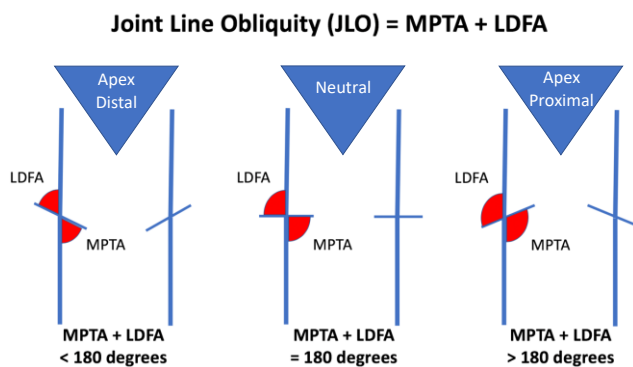 Joint Line Obliquity (JLO) = MPTA + LDFA
Apex
Distal
LDFA
MPTA
MPTA + LDFA
< 180 degrees
Neutral
LDFA
MPTA
MPTA + LDFA
= 180 degrees
Apex
Proximal
LDFA
MPTA
MPTA + LDFA
> 180 degrees